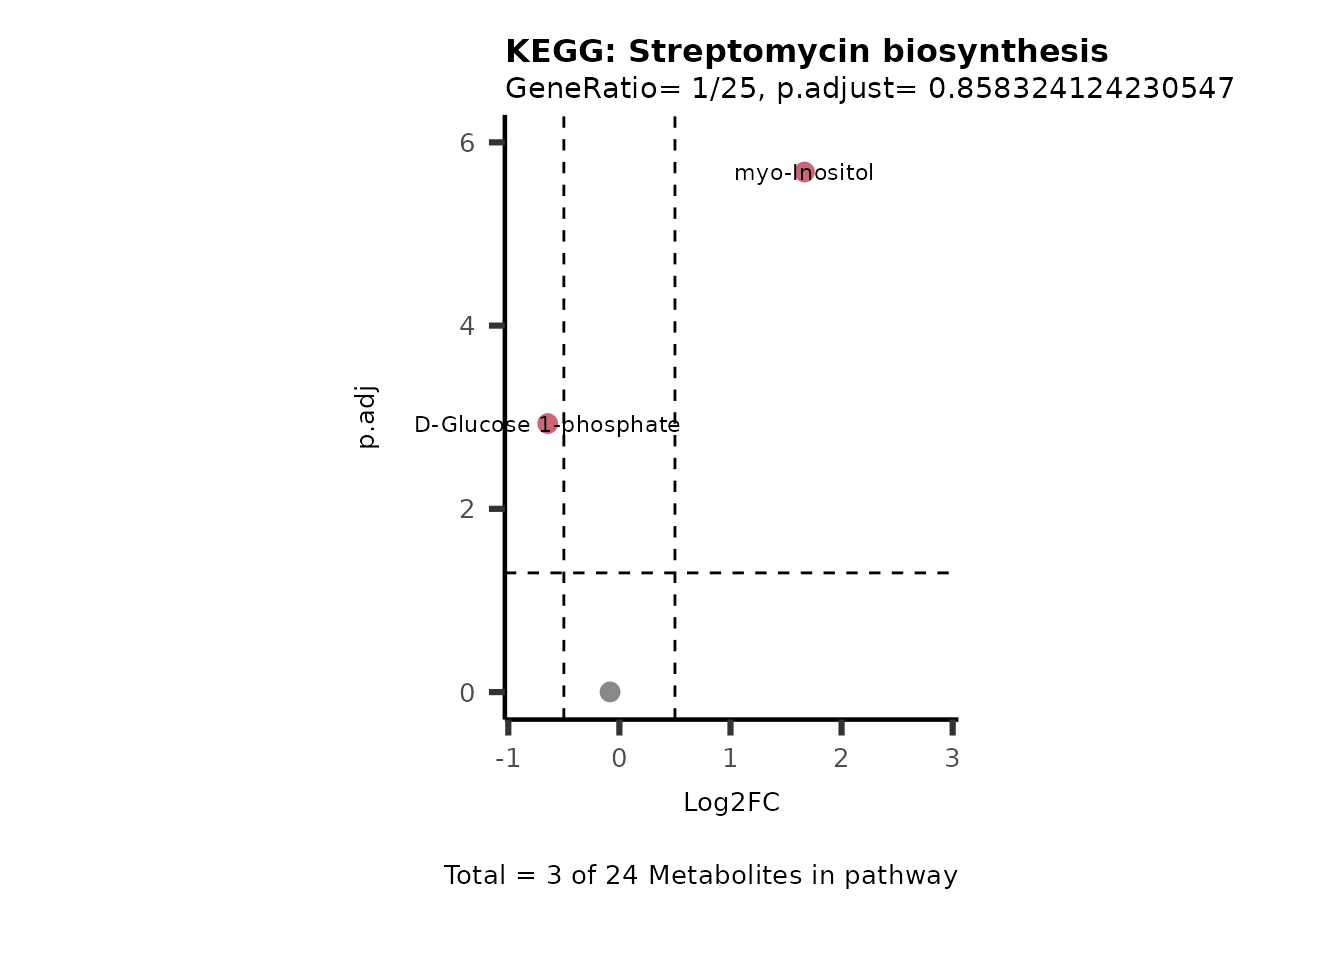 KEGG: Streptomycin biosynthesis
GeneRatio= 1/25, p.adjust= 0.858324124230547
6
myo-Inositol
4
p.adj
D-Glucose 1-phosphate
2
0
-1 0 1 2 3
Log2FC
Total = 3 of 24 Metabolites in pathway